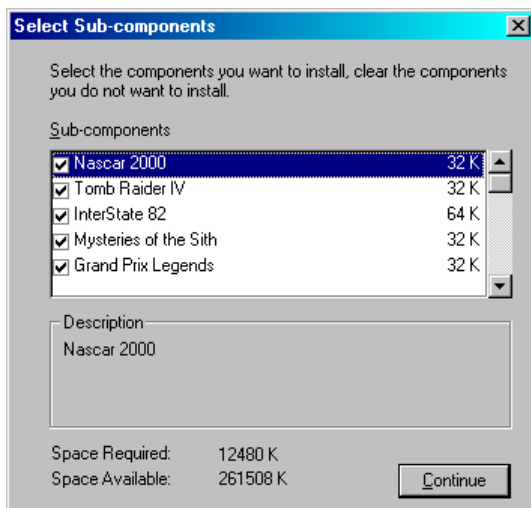 Select Sub-components
Select the components you want to install, clear the components
you do not want to install.
Sub-components
Nascar 2000 32 K
Tomb Raider IV 32 K
InterState 82 64 K
Mysteries of the Sith 32 K
Grand Prix Legends 32 K
Description
Nascar 2000
Space Required: 12480 K
Space Available: 261508 K
Continue